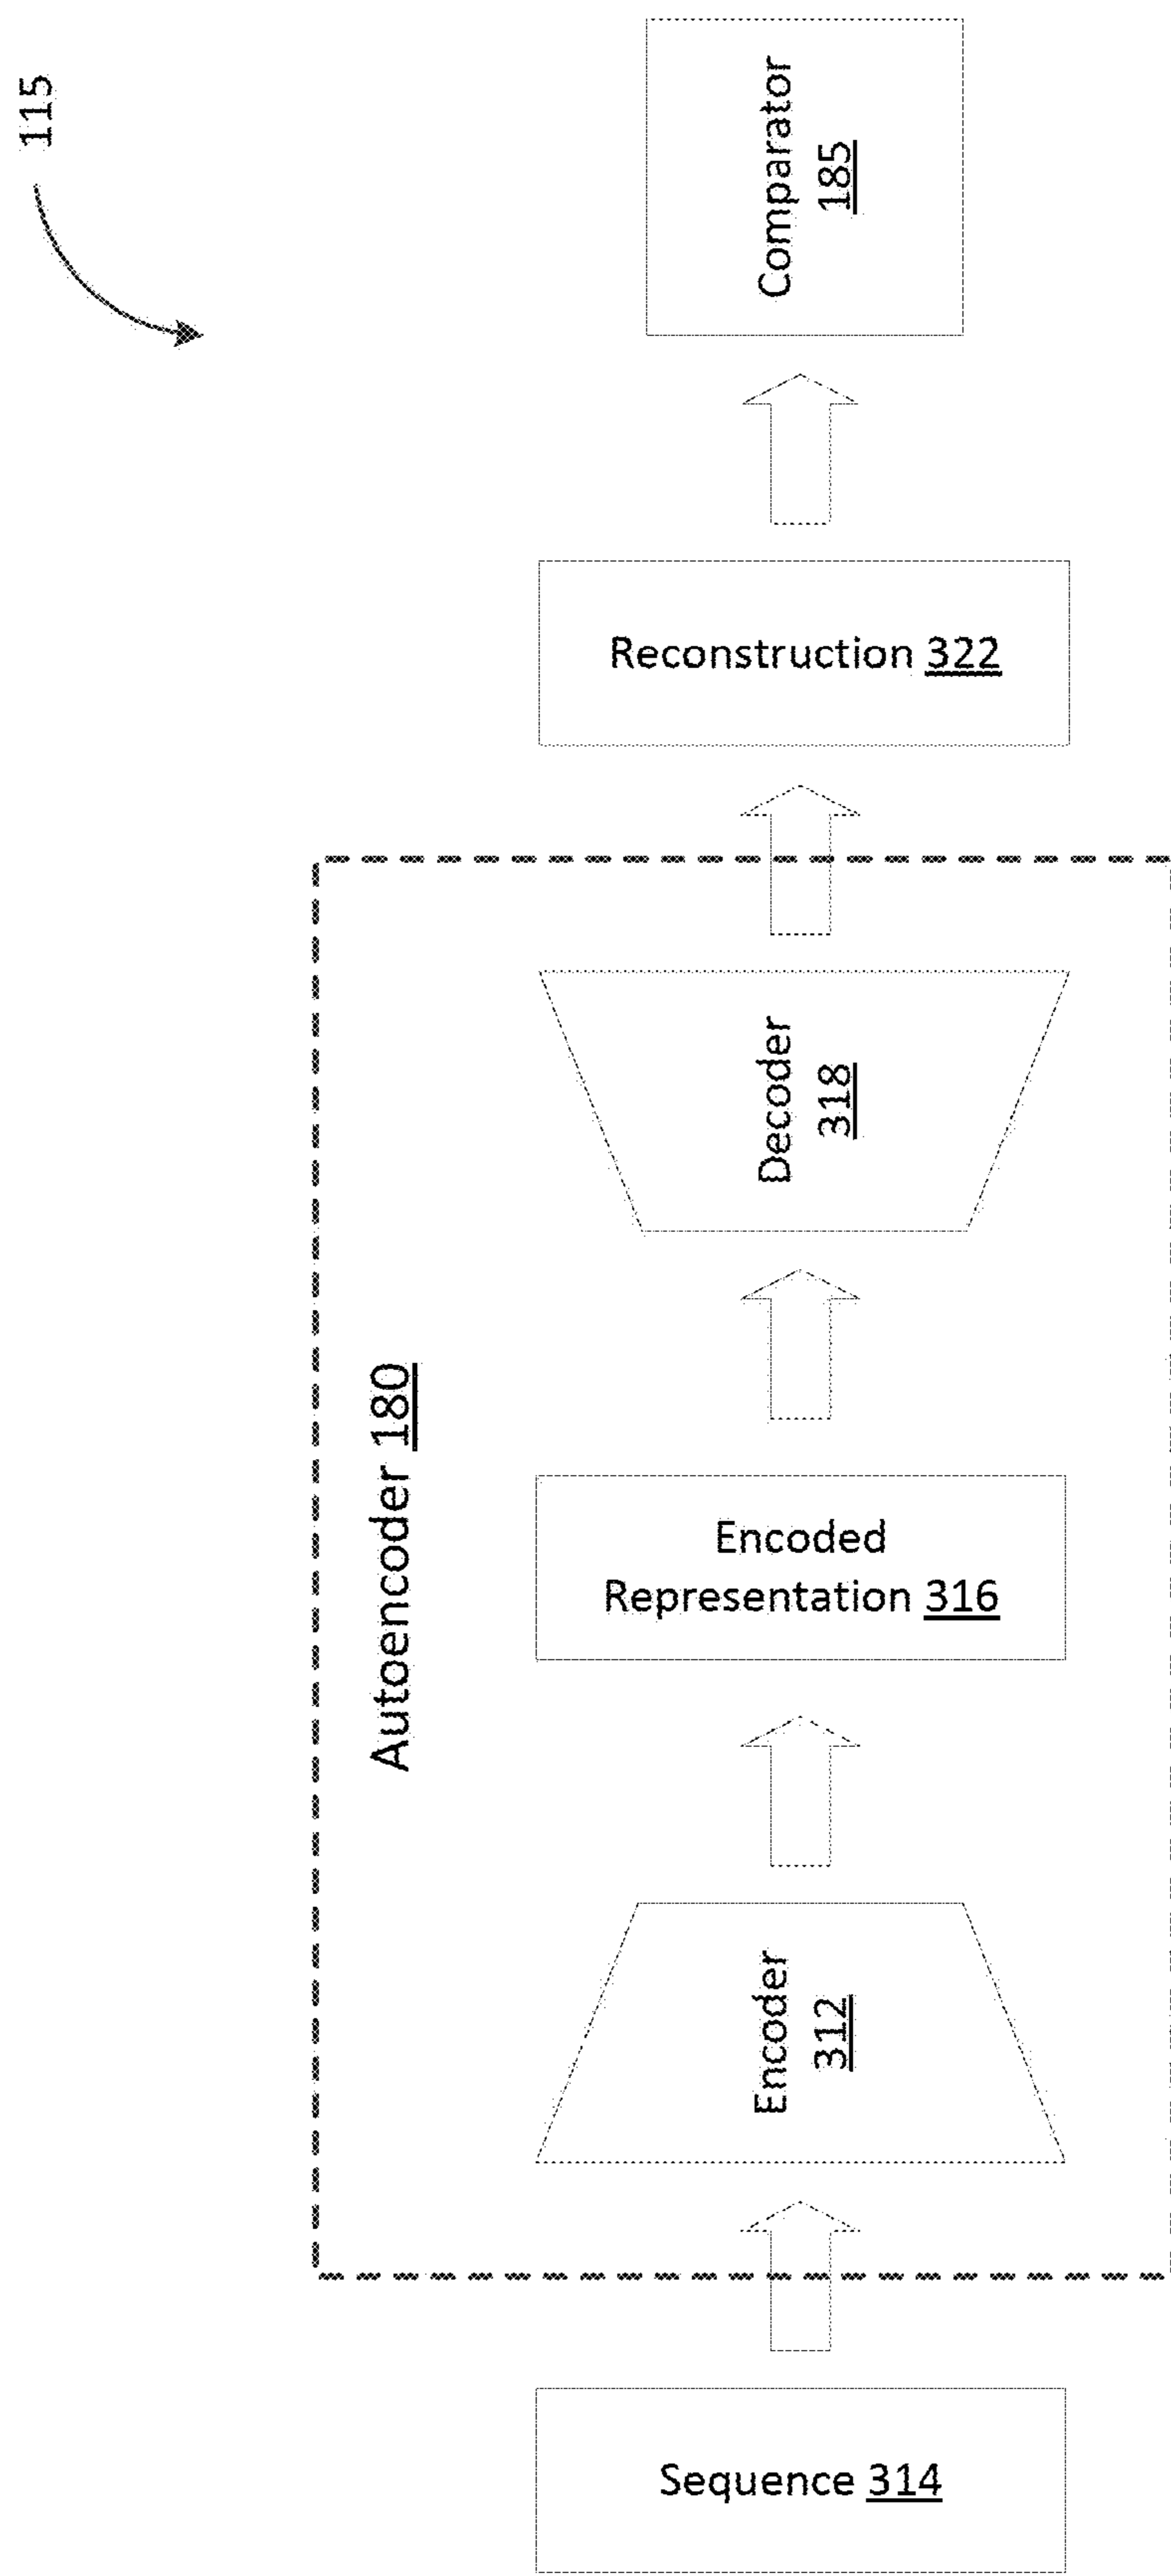 115
Comparator
185
Reconstruction 322
Decoder
318
Autoencoder 180
Encoded
Representation 316
Encoder
312
Sequence 314